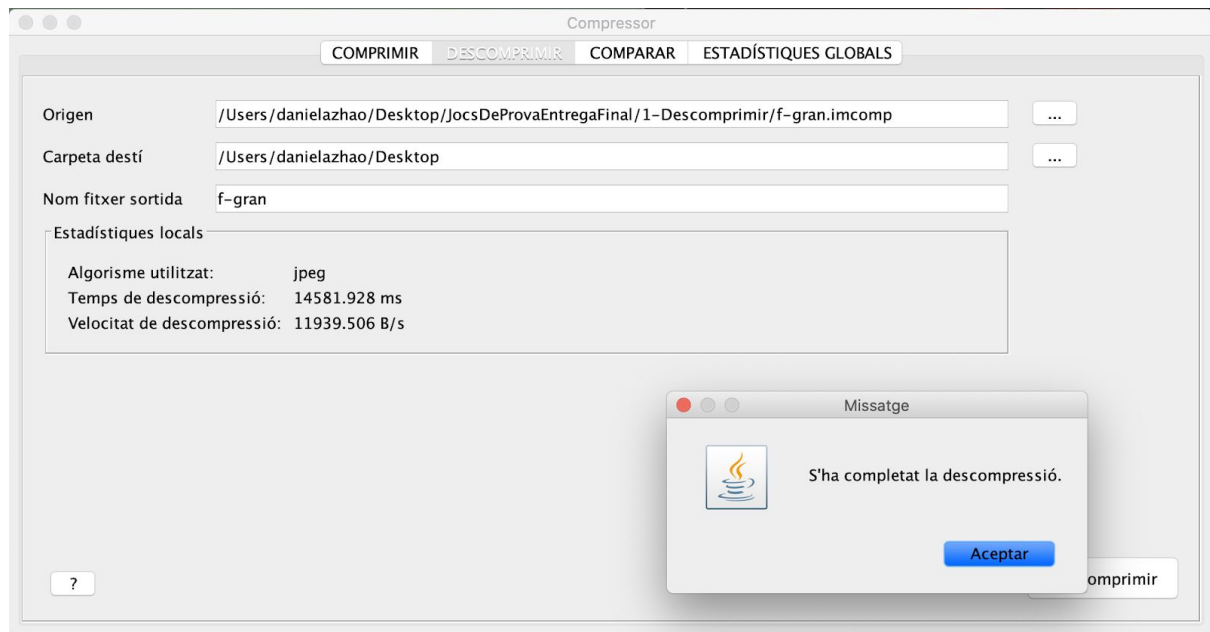 Compressor
COMPRIMIR DESCOMPRIMIR COMPARAR ESTADÍSTIQUES GLOBALS
Origen /Users/danielazhao/Desktop/JocsDeProvaEntregaFinal/1-Descomprimir/f-gran.imcomp ...
Carpeta destí /Users/danielazhao/Desktop ...
Nom fitxer sortida f-gran
Estadístiques locals
Algorisme utilitzat: jpeg
Temps de descompressió: 14581.928 ms
Velocitat de descompressió: 11939.506 B/s
Missatge
S'ha completat la descompressió.
Aceptar
? omprimir